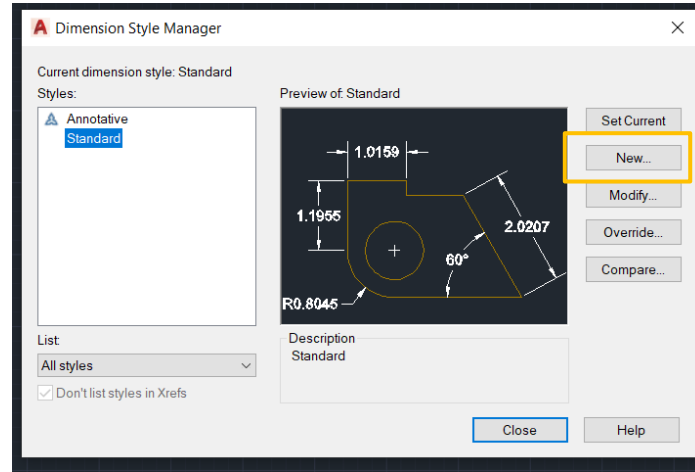 Dimension Style Manager
Current dimension style: Standard
Styles:
Annotative
Standard
List:
All styles
Don't list styles in Xrefs
Preview of: Standard
1.0159
1.1955
2.0207
60°
R0.8045
Description
Standard
Set Current
New...
Modify...
Override...
Compare...
Close
Help